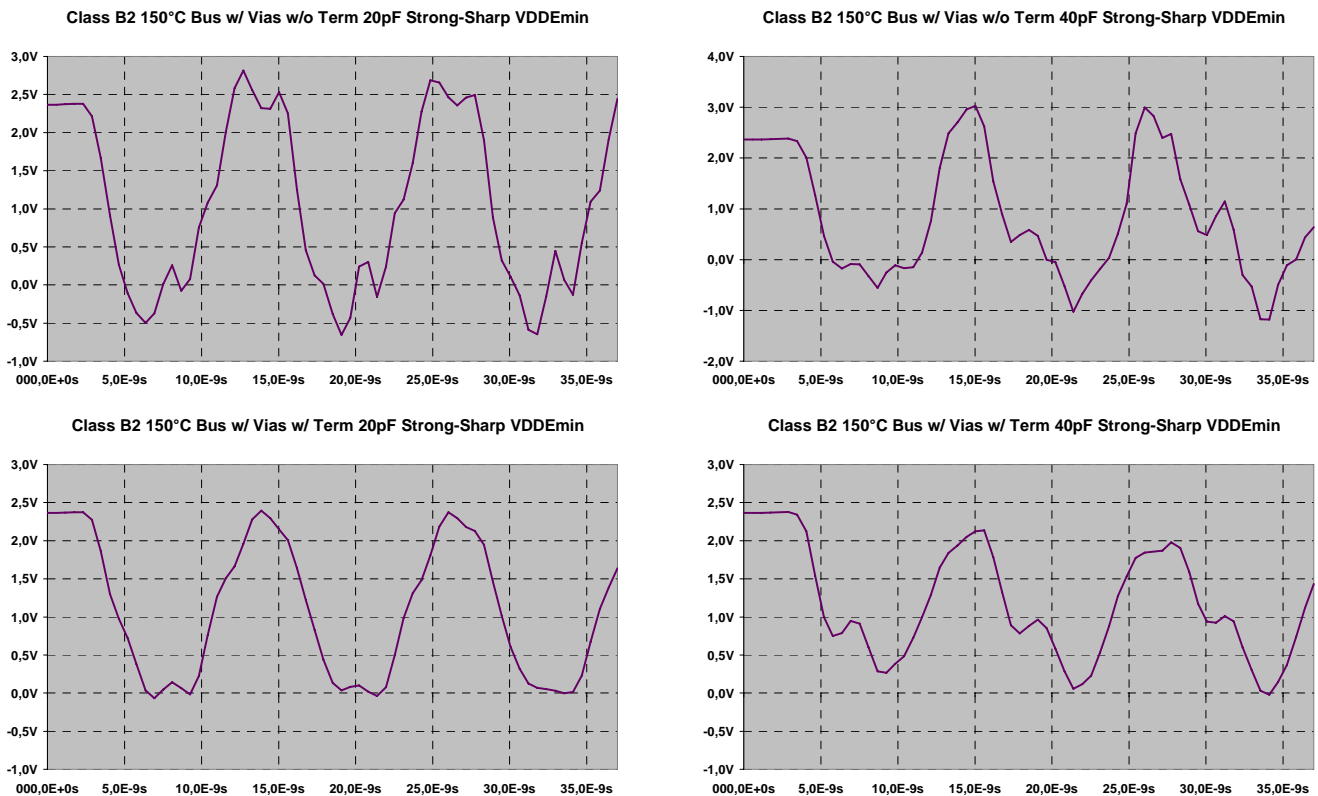 Class B2 150°C Bus w/ Vias w/o Term 20pF Strong-Sharp VDDEmin
3,0V
2,5V
2,0V
1,5V
1,0V
0,5V
0,0V
-0,5V
-1,0V
000,0E+0s 5,0E-9s 10,0E-9s 15,0E-9s 20,0E-9s 25,0E-9s 30,0E-9s 35,0E-9s
Class B2 150°C Bus w/ Vias w/o Term 40pF Strong-Sharp VDDEmin
4,0V
3,0V
2,0V
1,0V
0,0V
-1,0V
-2,0V
000,0E+0s 5,0E-9s 10,0E-9s 15,0E-9s 20,0E-9s 25,0E-9s 30,0E-9s 35,0E-9s
Class B2 150°C Bus w/ Vias w/ Term 20pF Strong-Sharp VDDEmin
3,0V
2,5V
2,0V
1,5V
1,0V
0,5V
0,0V
-0,5V
-1,0V
000,0E+0s 5,0E-9s 10,0E-9s 15,0E-9s 20,0E-9s 25,0E-9s 30,0E-9s 35,0E-9s
Class B2 150°C Bus w/ Vias w/ Term 40pF Strong-Sharp VDDEmin
3,0V
2,5V
2,0V
1,5V
1,0V
0,5V
0,0V
-0,5V
-1,0V
000,0E+0s 5,0E-9s 10,0E-9s 15,0E-9s 20,0E-9s 25,0E-9s 30,0E-9s 35,0E-9s